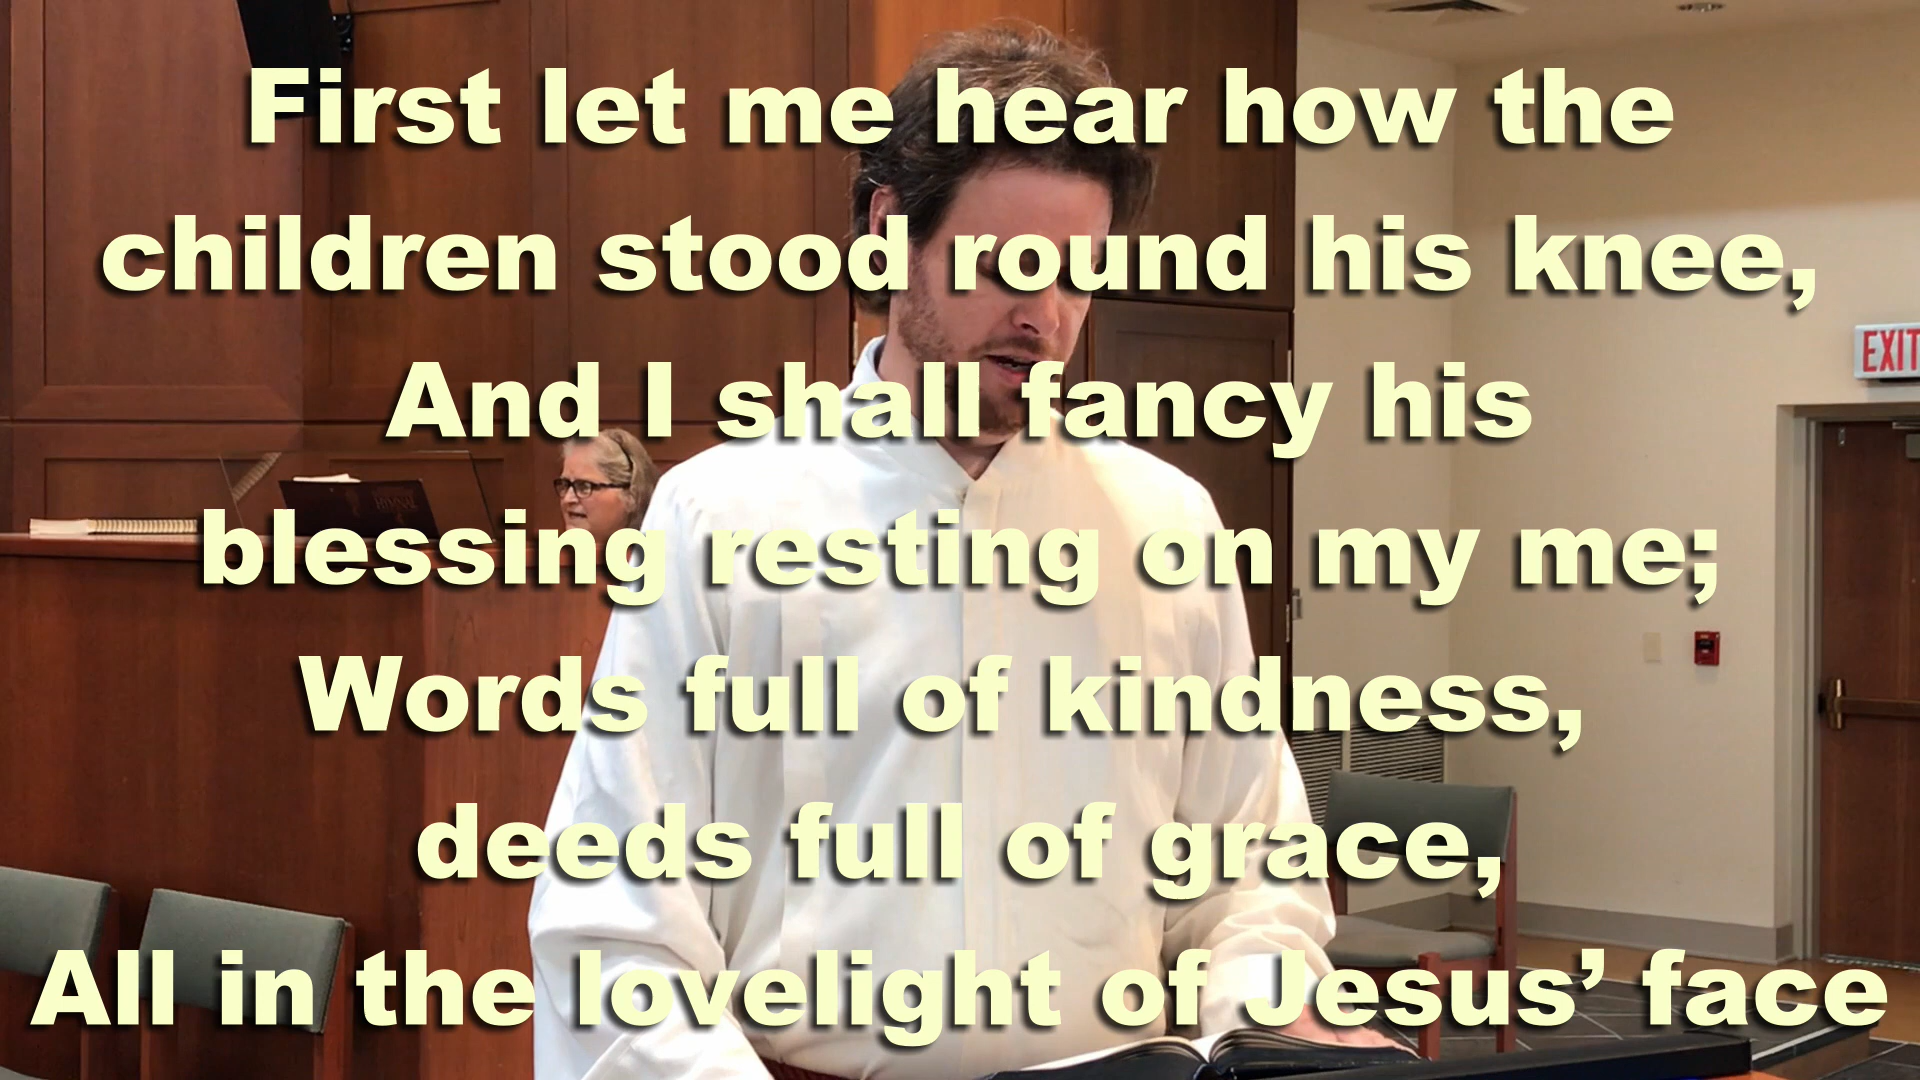 First let me hear how the
children stood round his knee,
And I shall fancy his
blessing resting on my me;
Words full of kindness,
deeds full of grace,
All in the lovelight of Jesus’ face
EXIT
HYMNAL